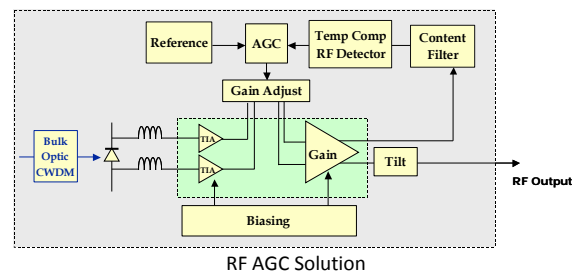 Reference
AGC
Temp Comp
RF Detector
Content
Filter
Gain Adjust
Bulk
Optic
CWDM
TIA
TIA
Gain
Tilt
RF Output
Biasing
RF AGC Solution